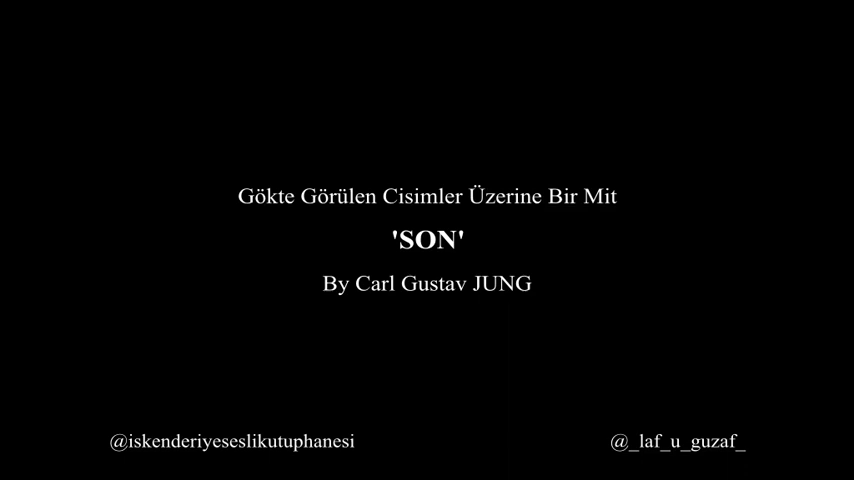 Gökte Görülen Cisimler Üzerine Bir Mit
'SON'
By Carl Gustav JUNG
@iskenderiyeseslikutuphanesi
@_laf_u_guzaf_